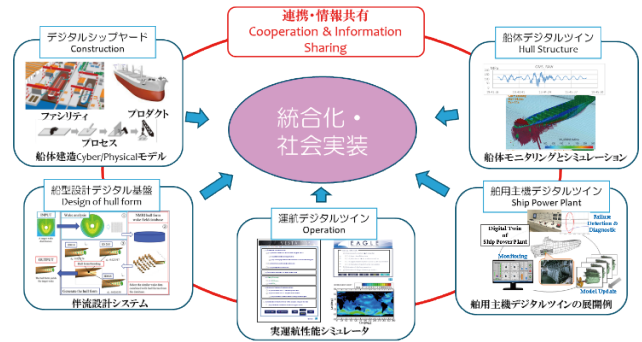 連携・情報共有
Cooperation & Information
Sharing
デジタルシップヤード
Construction
ファシリティ
プロダクト
プロセス
船体建造Cyber/Physicalモデル
船体デジタルツイン
Hull Structure
船体モニタリングとシミュレーション
統合化・
社会実装
船型設計デジタル基盤
Design of hull form
INPUT
OUTPUT
伴流設計システム
運航デジタルツイン
Operation
EAGLE
実運航性能シミュレータ
舶用主機デジタルツイン
Ship Power Plant
Failure
Detection &
Diagnostic
Digital Twin
of
Ship Power Plant
Monitoring
Model Update
舶用主機デジタルツインの展開例